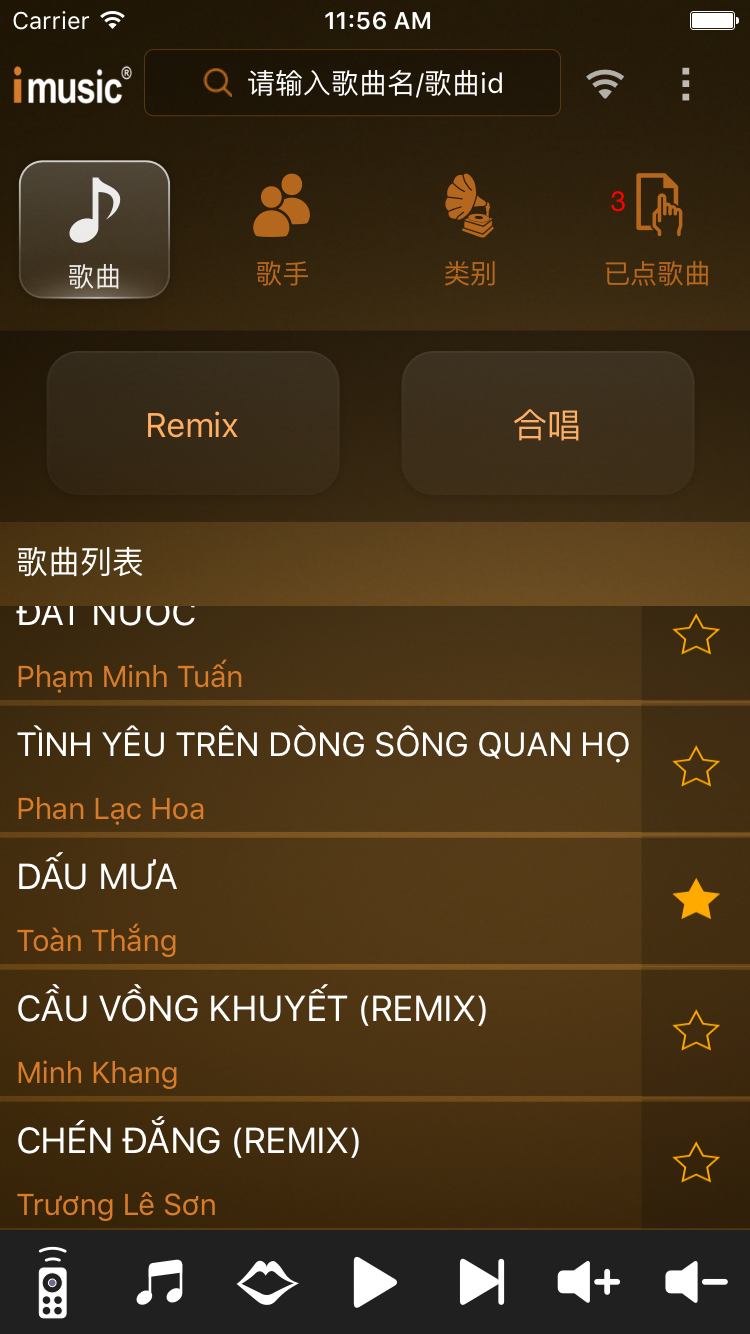 Carrier
11:56 AM
imusic®
请输入歌曲名/歌曲id
歌曲
歌手
类别
3
已点歌曲
Remix
合唱
歌曲列表
ĐẤT NƯỚC
Phạm Minh Tuấn
TÌNH YÊU TRÊN DÒNG SÔNG QUAN HỌ
Phan Lạc Hoa
DẤU MƯA
Toàn Thắng
CẦU VỒNG KHUYẾT (REMIX)
Minh Khang
CHÉN ĐẮNG (REMIX)
Trương Lê Sơn